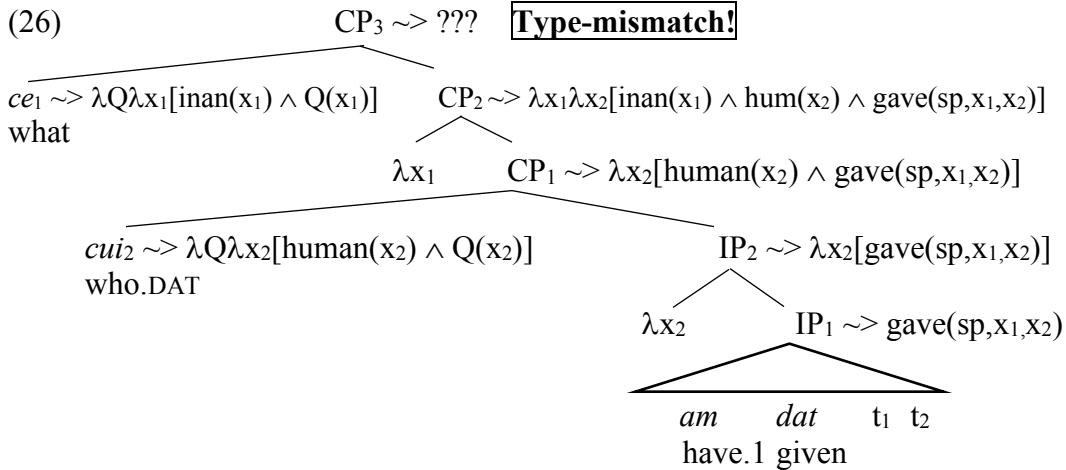 (26) CP₃ ~> ??? Type-mismatch!
ce₁ ~> λQλx₁[inan(x₁) ∧ Q(x₁)] CP₂ ~> λx₁λx₂[inan(x₁) ∧ hum(x₂) ∧ gave(sp,x₁,x₂)]
what
λx₁ CP₁ ~> λx₂[human(x₂) ∧ gave(sp,x₁,x₂)]
cui₂ ~> λQλx₂[human(x₂) ∧ Q(x₂)] IP₂ ~> λx₂[gave(sp,x₁,x₂)]
who.DAT
λx₂ IP₁ ~> gave(sp,x₁,x₂)
am dat t₁ t₂
have.1 given